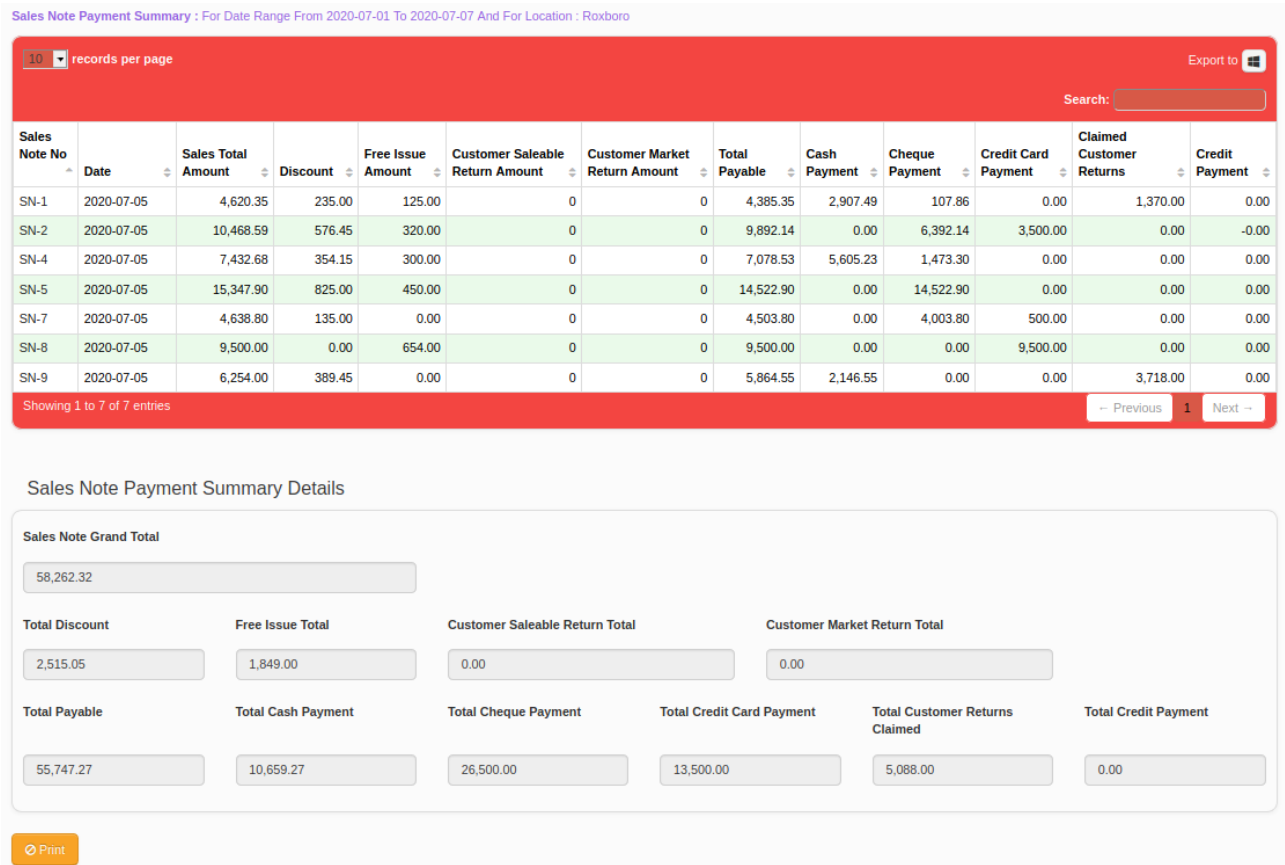 Sales Note Payment Summary : For Date Range From 2020-07-01 To 2020-07-07 And For Location : Roxboro
10 records per page
Export to
Search:
Sales Note No Date Sales Total Amount Discount Free Issue Amount Customer Saleable Return Amount Customer Market Return Amount Total Payable Cash Payment Cheque Payment Credit Card Payment Claimed Customer Returns Credit Payment
SN-1 2020-07-05 4,620.35 235.00 125.00 0 0 4,385.35 2,907.49 107.86 0.00 1,370.00 0.00
SN-2 2020-07-05 10,468.59 576.45 320.00 0 0 9,892.14 0.00 6,392.14 3,500.00 0.00 -0.00
SN-4 2020-07-05 7,432.68 354.15 300.00 0 0 7,078.53 5,605.23 1,473.30 0.00 0.00 0.00
SN-5 2020-07-05 15,347.90 825.00 450.00 0 0 14,522.90 0.00 14,522.90 0.00 0.00 0.00
SN-7 2020-07-05 4,638.80 135.00 0.00 0 0 4,503.80 0.00 4,003.80 500.00 0.00 0.00
SN-8 2020-07-05 9,500.00 0.00 654.00 0 0 9,500.00 0.00 0.00 9,500.00 0.00 0.00
SN-9 2020-07-05 6,254.00 389.45 0.00 0 0 5,864.55 2,146.55 0.00 0.00 3,718.00 0.00
Showing 1 to 7 of 7 entries
← Previous 1 Next →
Sales Note Payment Summary Details
Sales Note Grand Total
58,262.32
Total Discount Free Issue Total Customer Saleable Return Total Customer Market Return Total
2,515.05 1,849.00 0.00 0.00
Total Payable Total Cash Payment Total Cheque Payment Total Credit Card Payment Total Customer Returns Claimed Total Credit Payment
55,747.27 10,659.27 26,500.00 13,500.00 5,088.00 0.00
Print